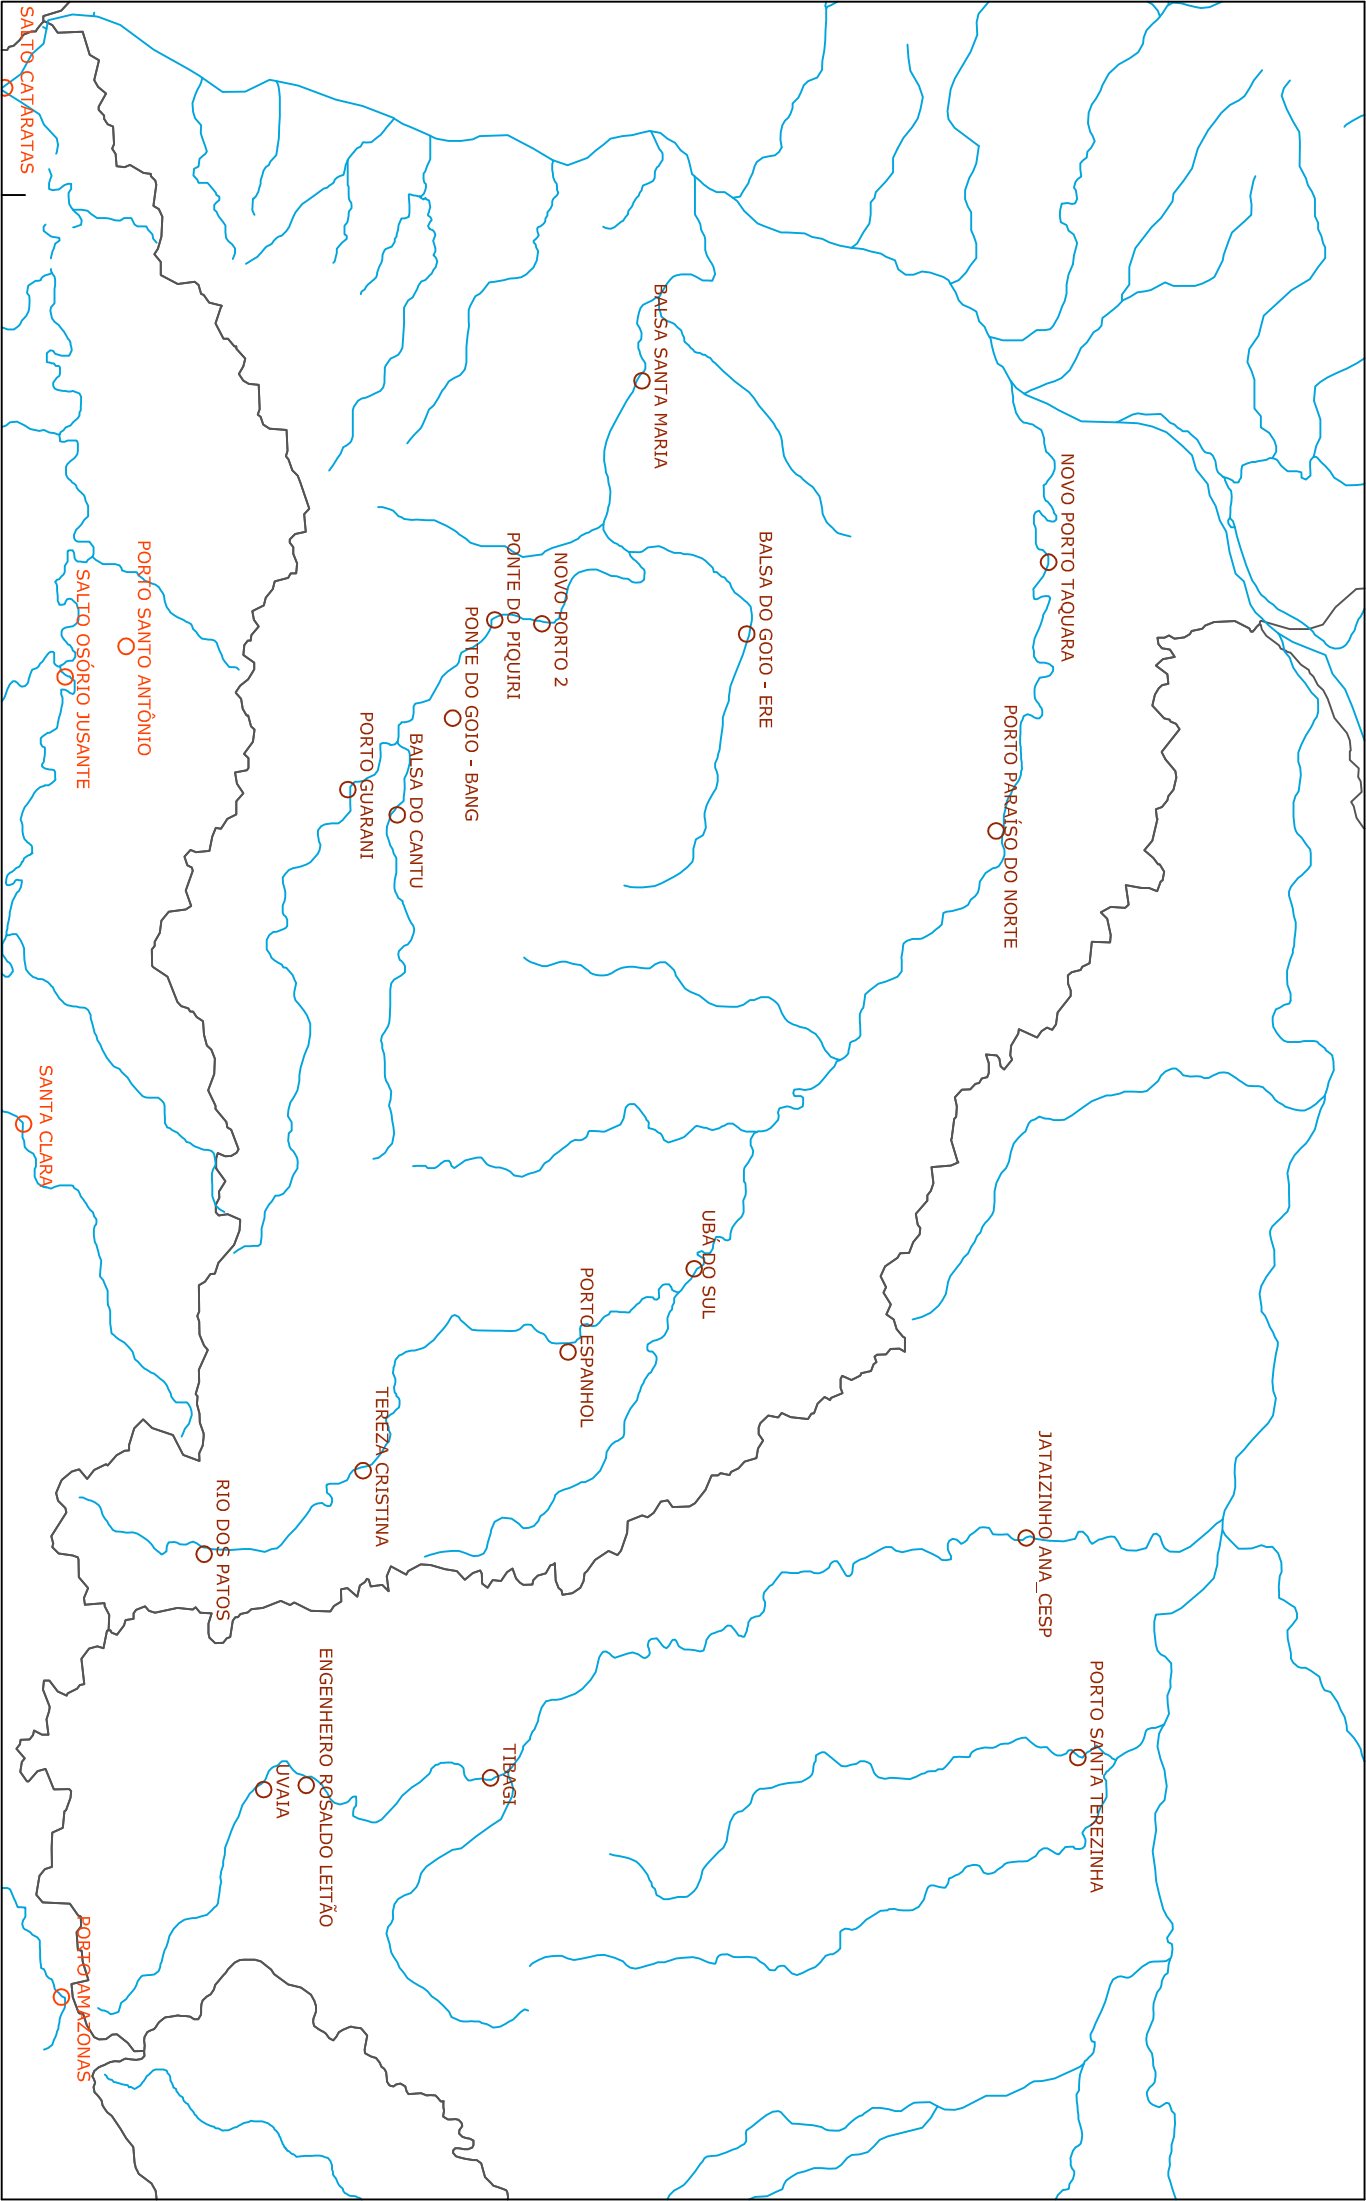 SALTO CATARATAS
BALSA SANTA MARIA
NOVO PORTO TAQUARA
BALSA DO GOIO - ERE
PONTE DO PIQUIRI
NOVO PORTO 2
PORTO SANTO ANTÔNIO
SALTO OSÓRIO JUSANTE
PONTE DO GOIO - BANG
PORTO PARAÍSO DO NORTE
PORTO GUARANI
BALSA DO CANTU
SANTA CLARA
UBÁ DO SUL
PORTO ESPANHOL
TEREZA CRISTINA
JATAIZINHO ANA_CESP
RIO DOS PATOS
ENGENHEIRO ROSALDO LEITÃO
PORTO SANTA TEREZINHA
TIBAGI
UVAIA
PORTO AMAZONAS